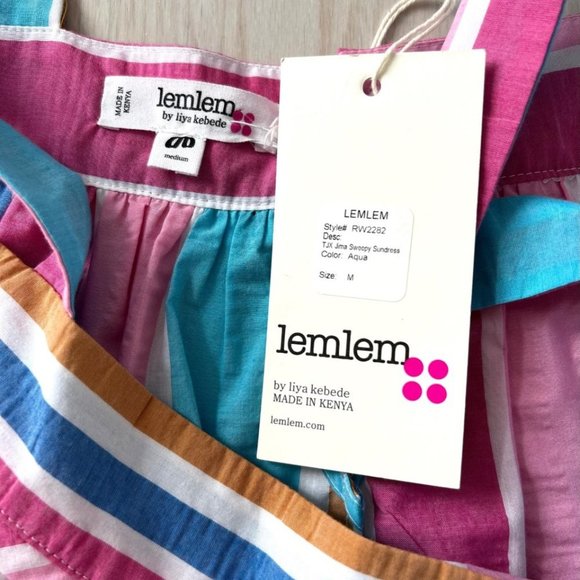 MADE IN
KENYA
lemlem
by liya kebede
medium
LEMLEM
Style# RW2282
Desc:
TJX Jima Sweepy Sundress
Color: Aqua
Size: M
lemlem
by liya kebede
MADE IN KENYA
lemlem.com